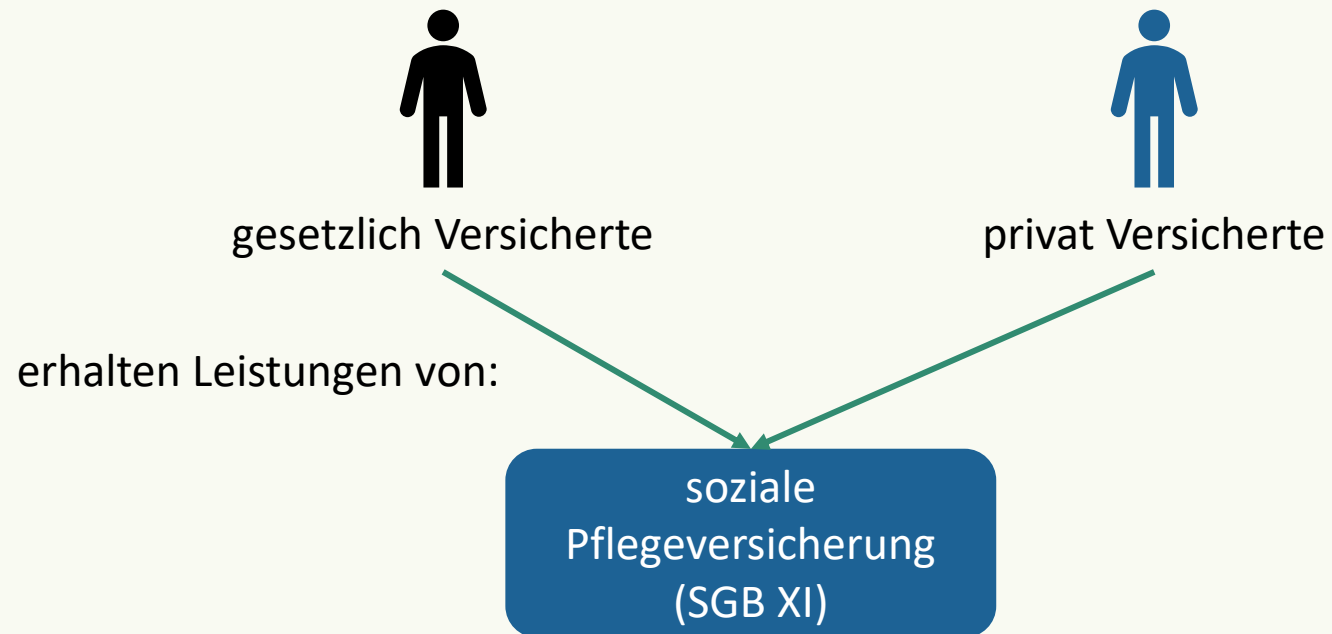 gesetzlich Versicherte
privat Versicherte
erhalten Leistungen von:
soziale
Pflegeversicherung
(SGB XI)